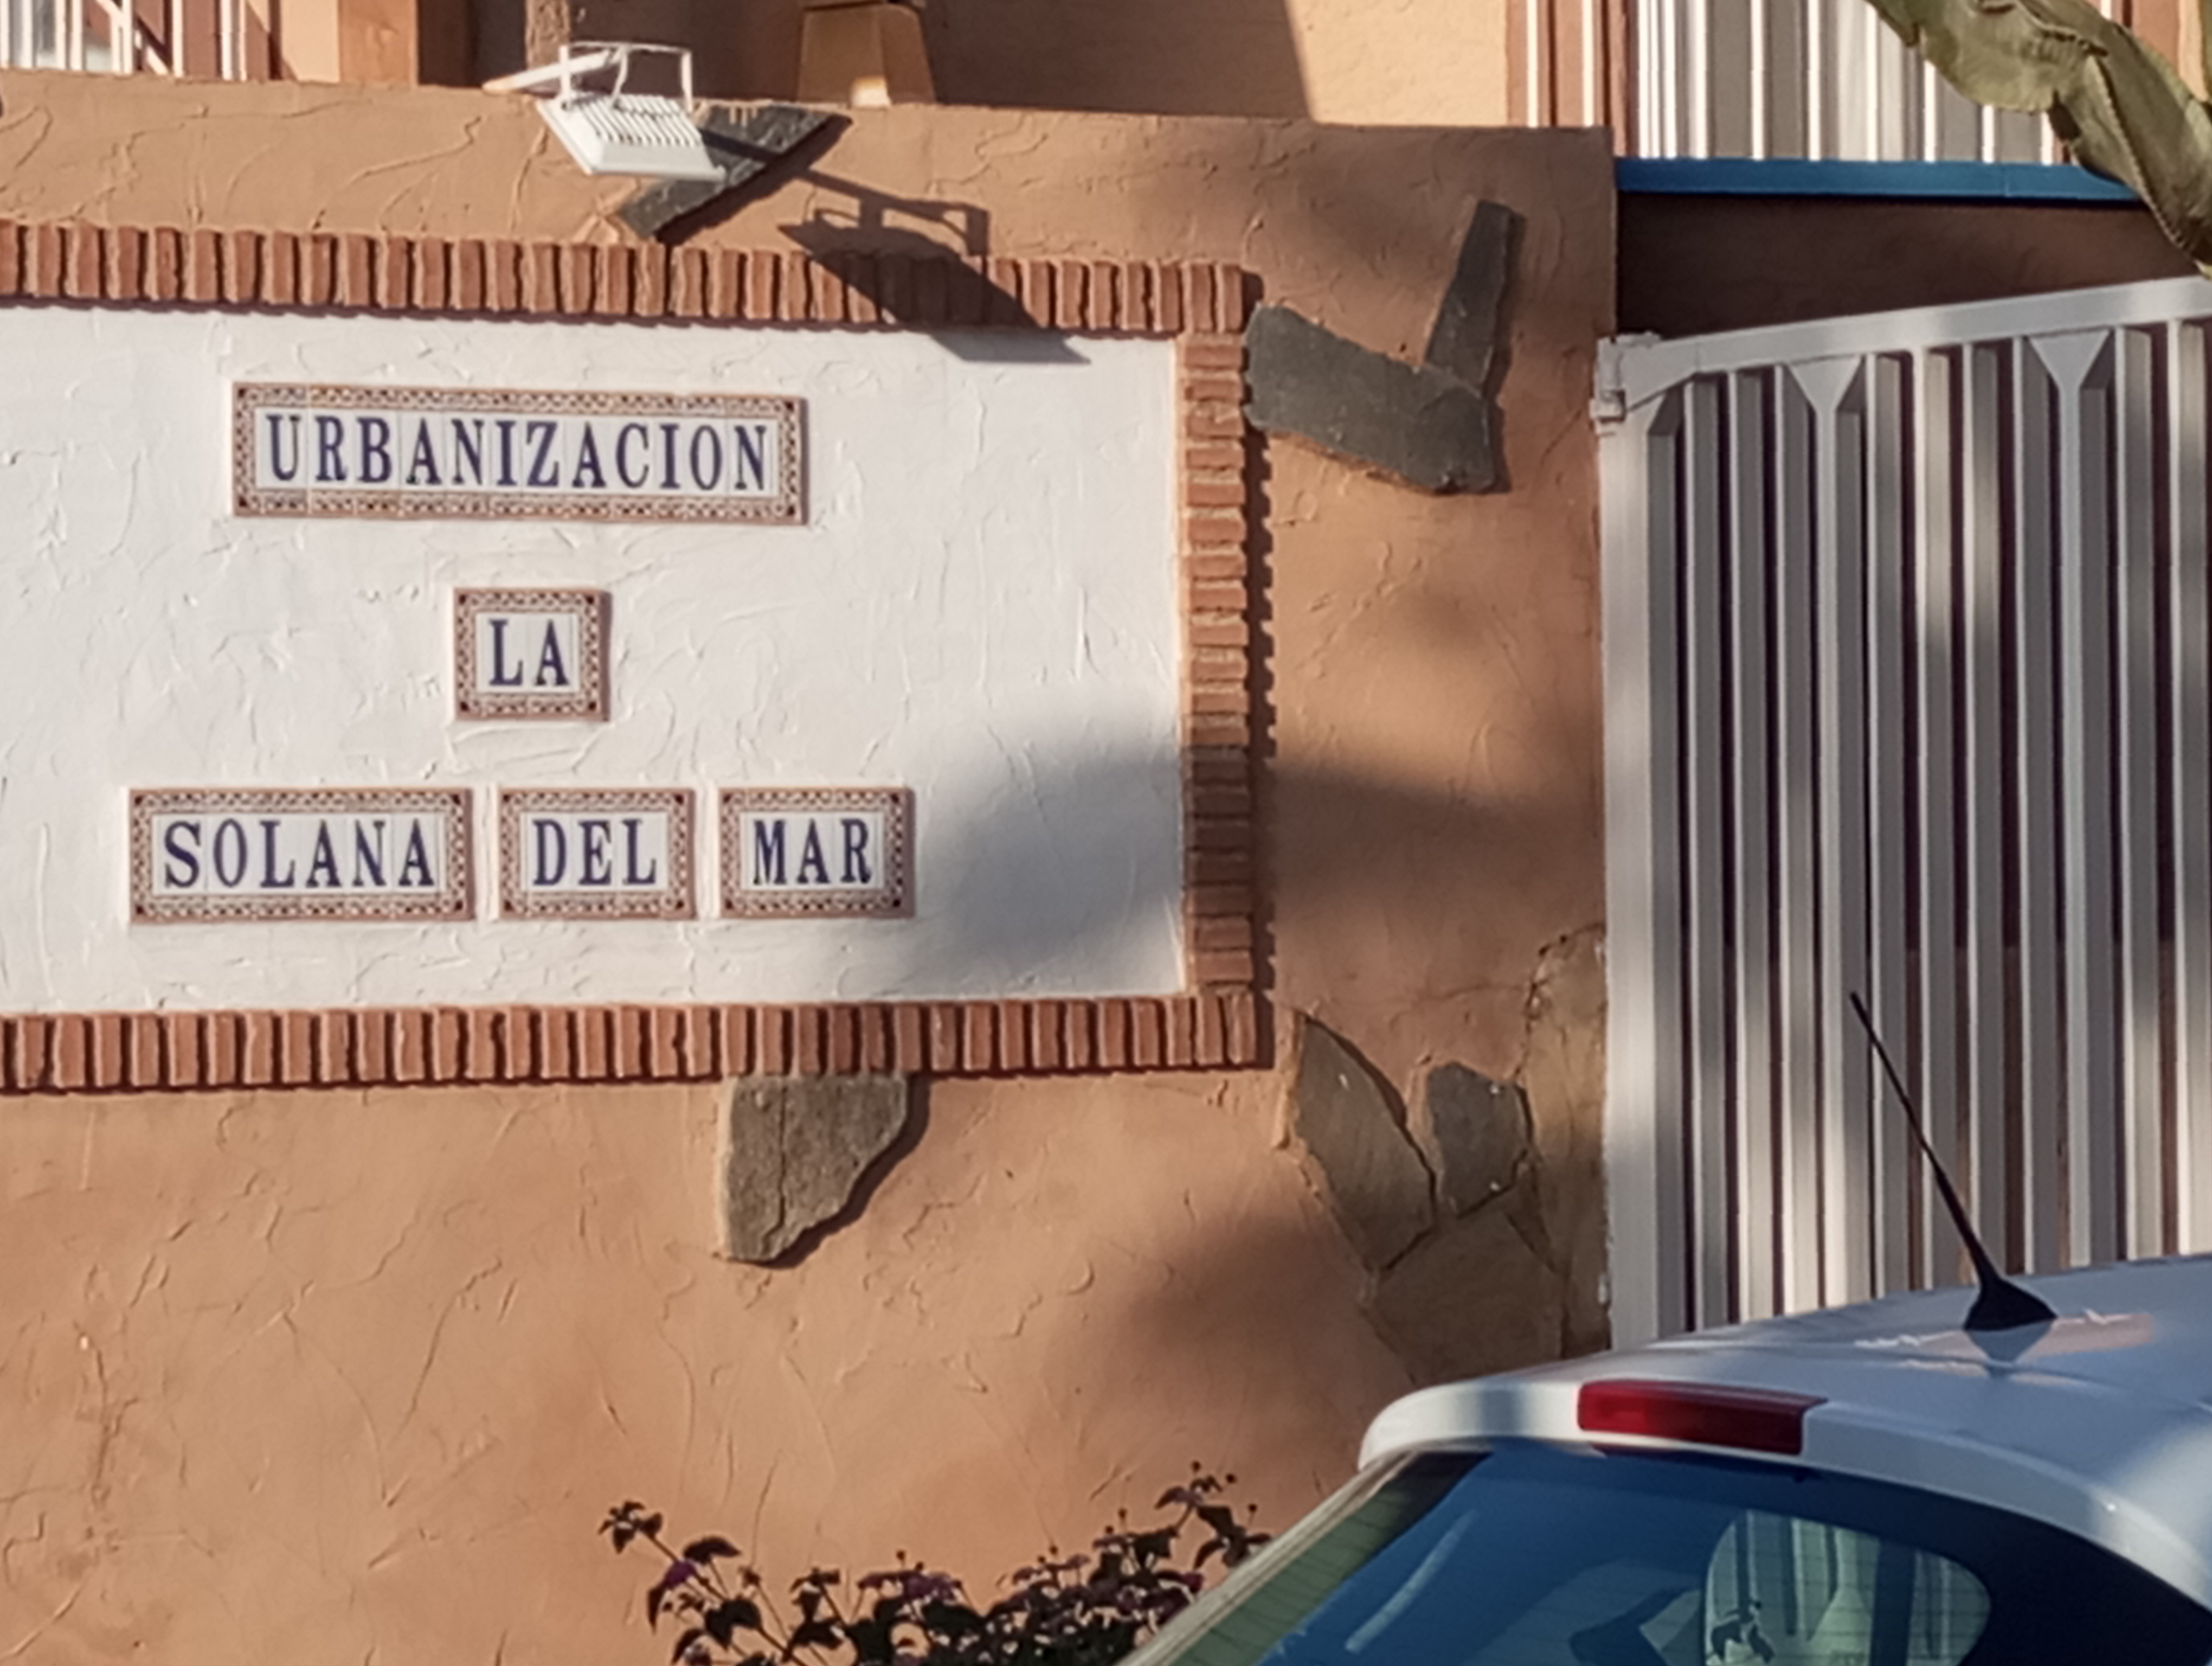 URBANIZACION
LA
SOLANA DEL MAR